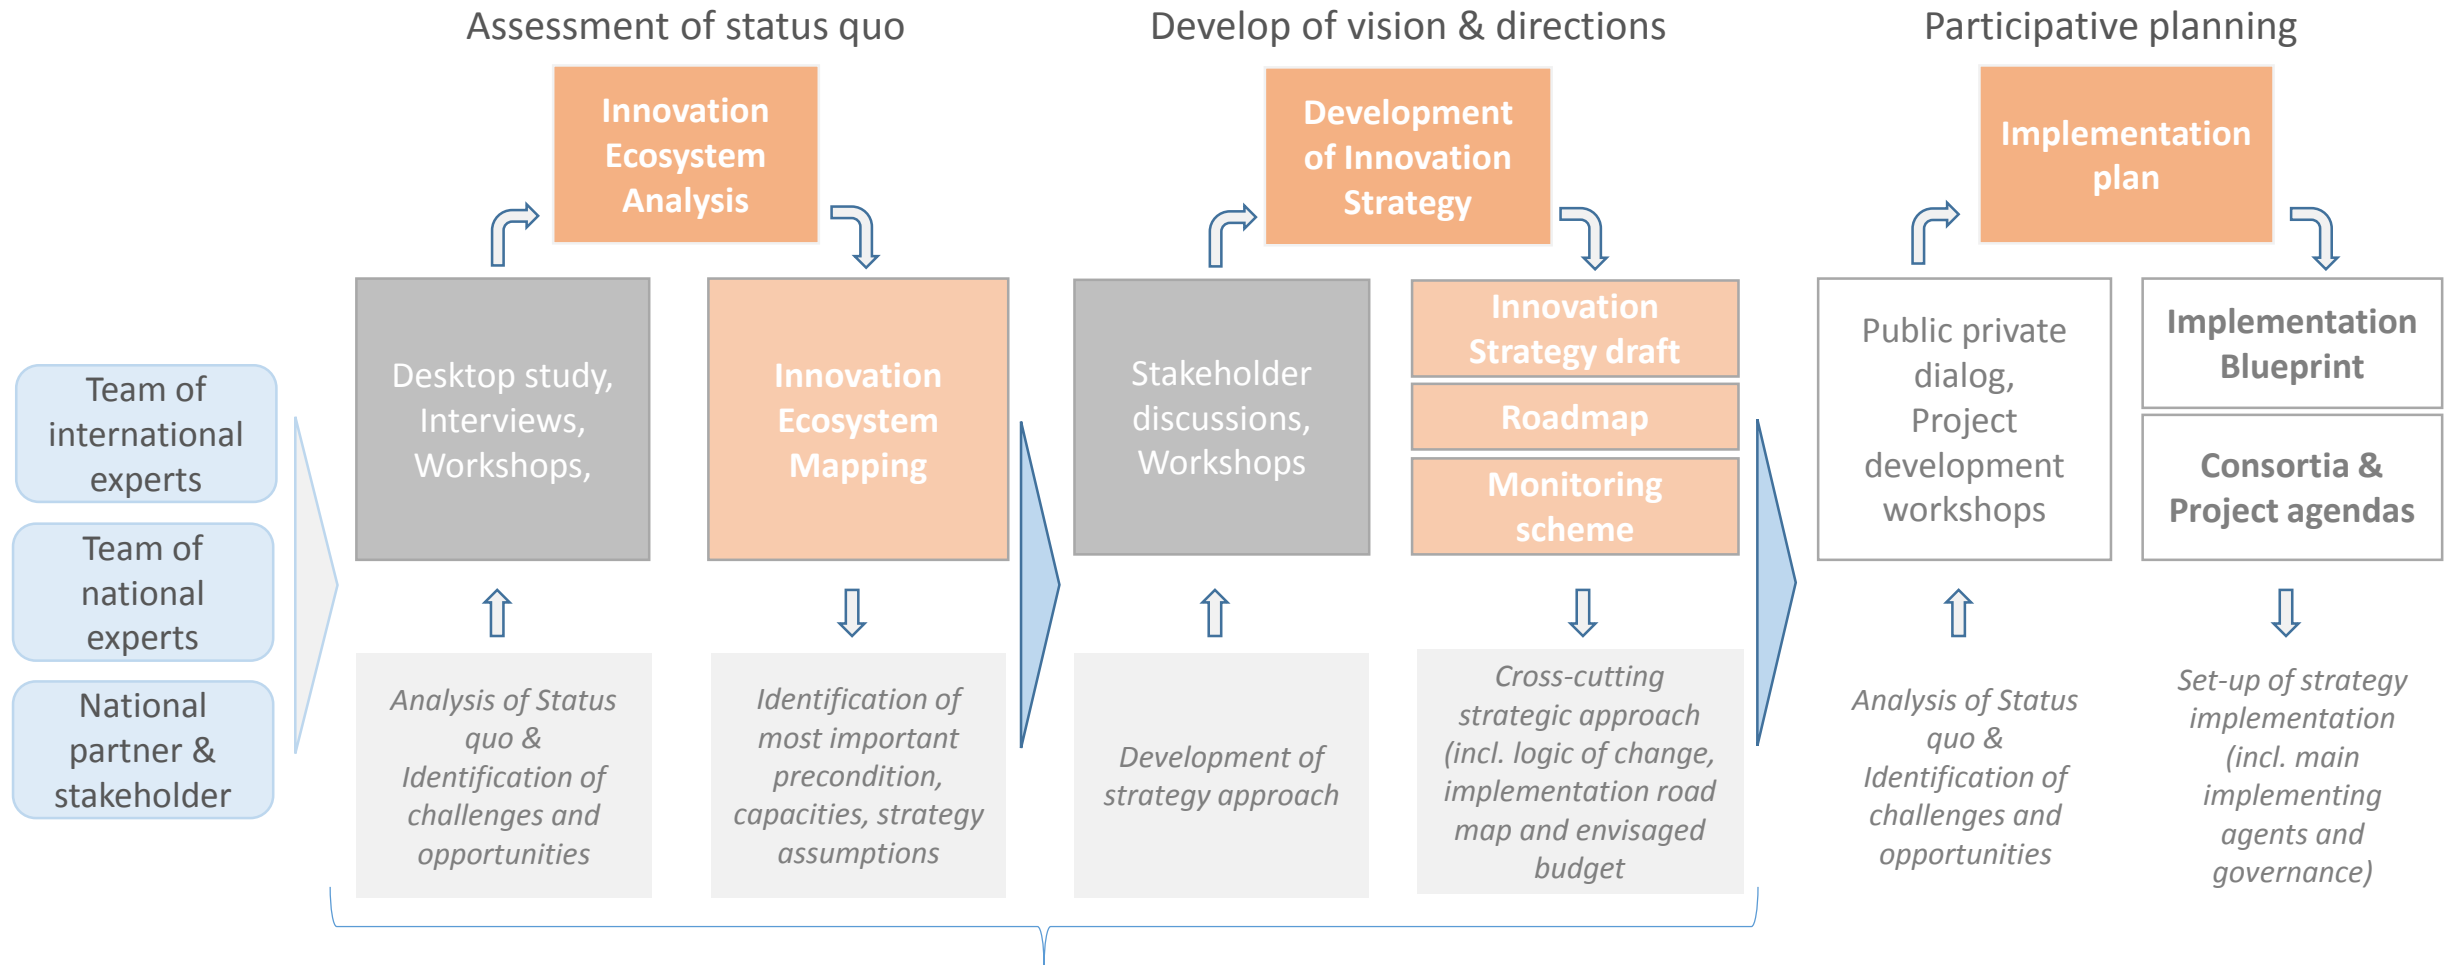 Assessment of status quo
Develop of vision & directions
Participative planning
Innovation
Ecosystem
Analysis
Development
of Innovation
Strategy
Implementation
plan
Team of
international
experts
Team of
national
experts
National
partner &
stakeholder
Desktop study,
Interviews,
Workshops,
Innovation
Ecosystem
Mapping
Stakeholder
discussions,
Workshops
Innovation
Strategy draft
Roadmap
Monitoring
scheme
Public private
dialog,
Project
development
workshops
Implementation
Blueprint
Consortia &
Project agendas
Analysis of Status
quo &
Identification of
challenges and
opportunities
Identification of
most important
precondition,
capacities, strategy
assumptions
Development of
strategy approach
Cross-cutting
strategic approach
(incl. logic of change,
implementation road
map and envisaged
budget
Analysis of Status
quo &
Identification of
challenges and
opportunities
Set-up of strategy
implementation
(incl. main
implementing
agents and
governance)